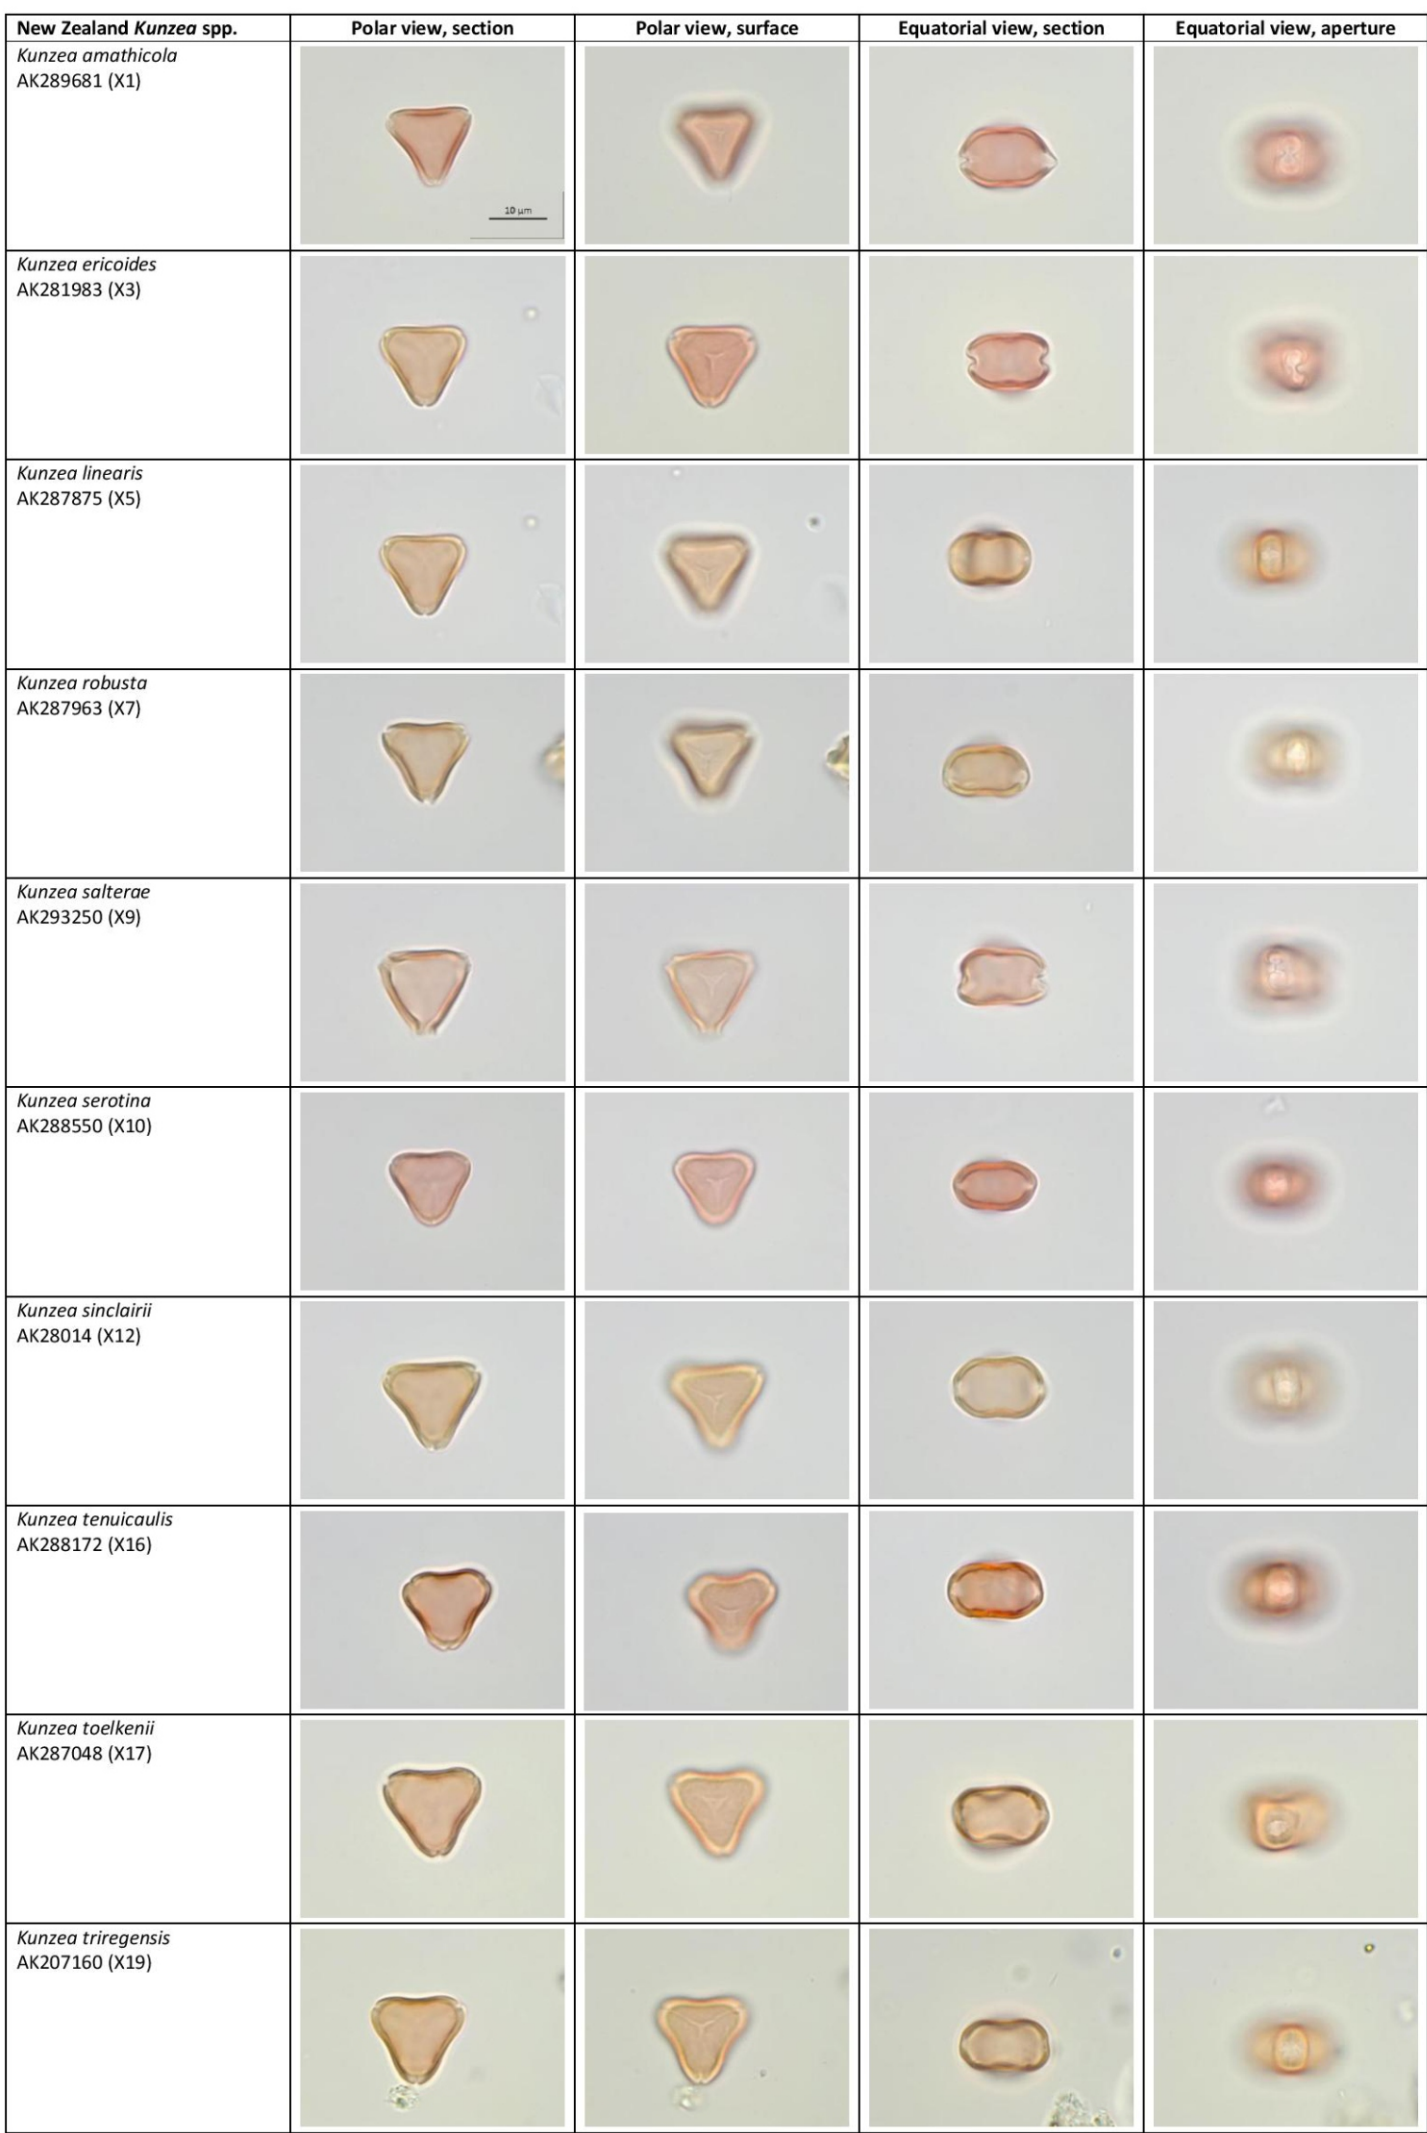 New Zealand Kunzea spp. Polar view, section Polar view, surface Equatorial view, section Equatorial view, aperture
Kunzea amathicola
AK289681 (X1)
10 µm
Kunzea ericoides
AK281983 (X3)
Kunzea linearis
AK287875 (X5)
Kunzea robusta
AK287963 (X7)
Kunzea salterae
AK293250 (X9)
Kunzea serotina
AK288550 (X10)
Kunzea sinclairii
AK28014 (X12)
Kunzea tenuicaulis
AK288172 (X16)
Kunzea toelkenii
AK287048 (X17)
Kunzea triregensis
AK207160 (X19)